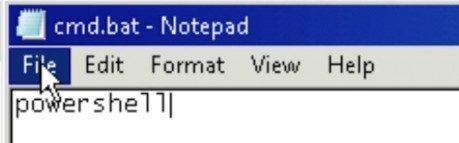 cmd.bat - Notepad
File Edit Format View Help
powershell